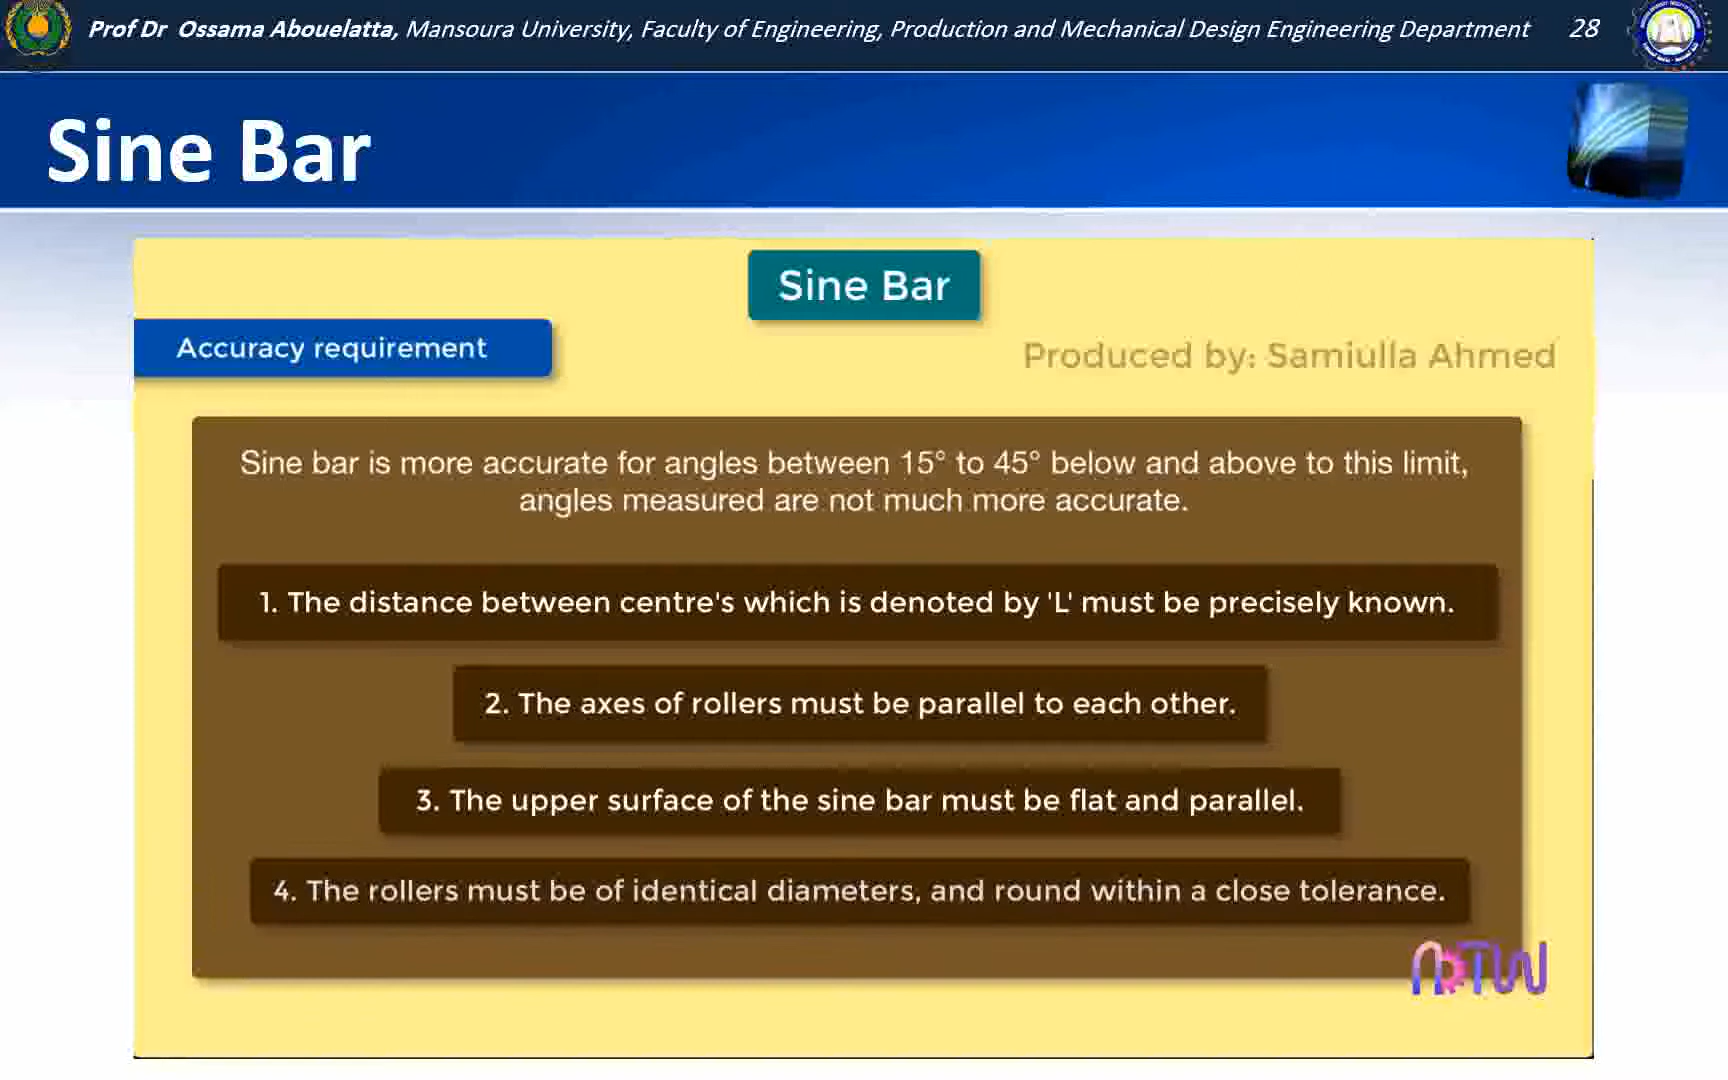 Prof Dr Ossama Abouelatta, Mansoura University, Faculty of Engineering, Production and Mechanical Design Engineering Department 28
Sine Bar
Sine Bar
Accuracy requirement
Produced by: Samiulla Ahmed
Sine bar is more accurate for angles between 15° to 45° below and above to this limit,
angles measured are not much more accurate.
1. The distance between centre's which is denoted by 'L' must be precisely known.
2. The axes of rollers must be parallel to each other.
3. The upper surface of the sine bar must be flat and parallel.
4. The rollers must be of identical diameters, and round within a close tolerance.